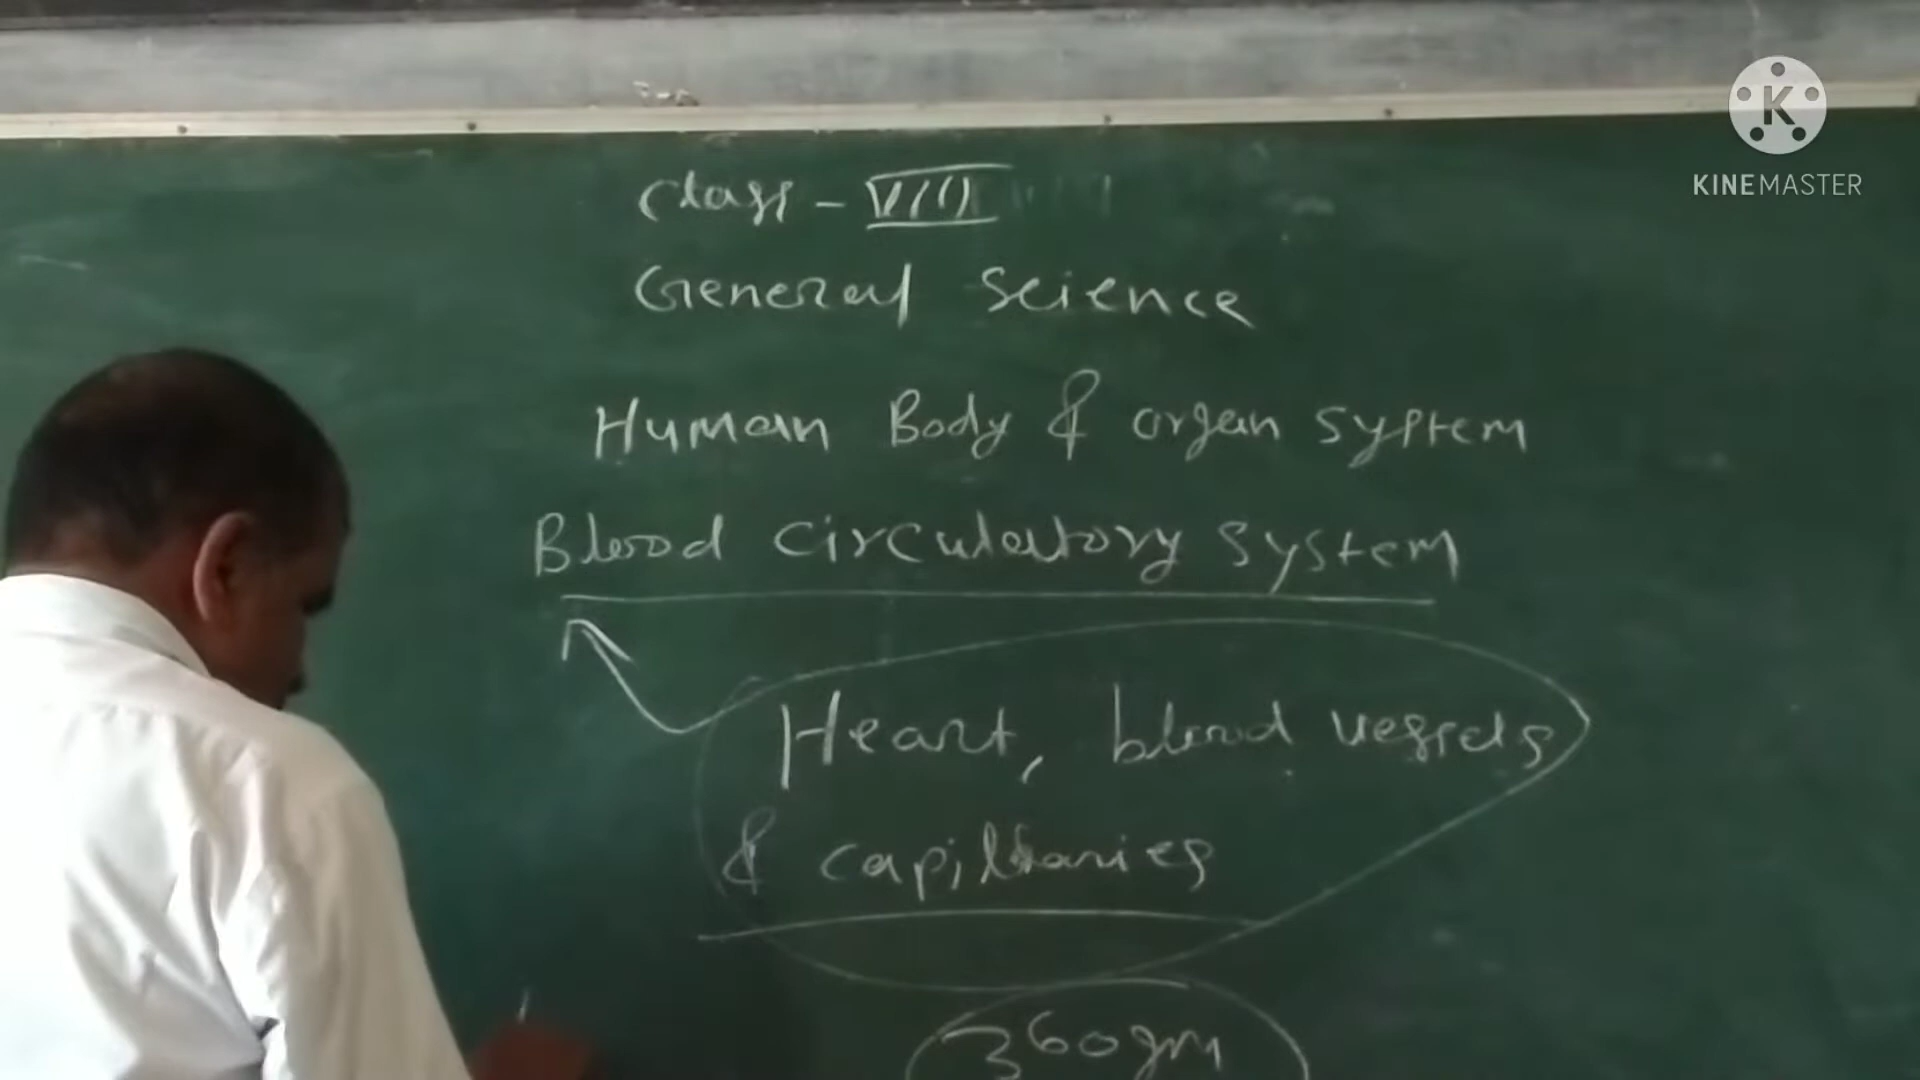 Class - VIII
General Science
Human Body & organ system
Blood circulatory system
Heart, blood vessels
& capillaries
360gm
K
KINEMASTER